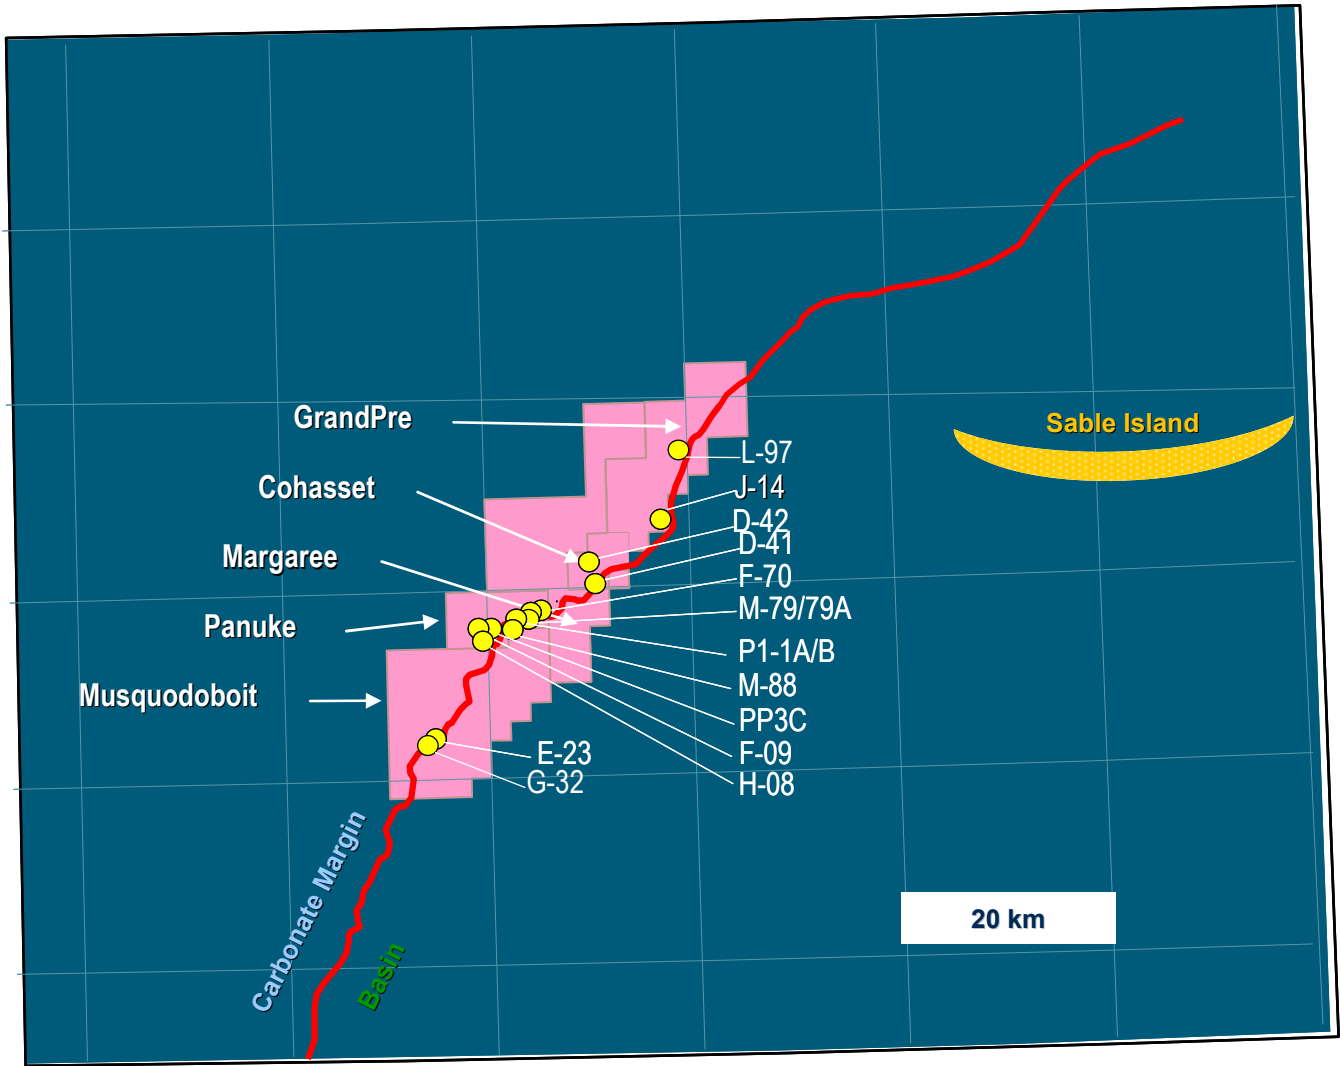 GrandPre
Sable Island
L-97
Cohasset
J-14
D-42
D-41
Margaree
F-70
M-79/79A
Panuke
P1-1A/B
M-88
Musquodoboit
PP3C
E-23
F-09
G-32
H-08
Carbonate Margin
Basin
20 km